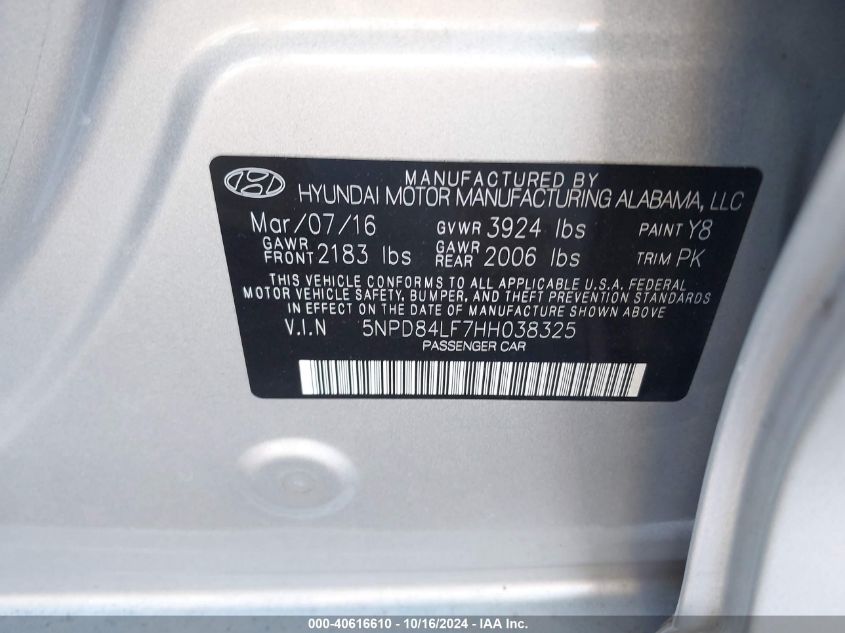 MANUFACTURED BY
HYUNDAI MOTOR MANUFACTURING ALABAMA, LLC
Mar/07/16 GVWR 3924 lbs PAINT Y8
GAWR FRONT 2183 lbs GAWR REAR 2006 lbs TRIM PK
THIS VEHICLE CONFORMS TO ALL APPLICABLE U.S.A. FEDERAL
MOTOR VEHICLE SAFETY, BUMPER, AND THEFT PREVENTION STANDARDS
IN EFFECT ON THE DATE OF MANUFACTURE SHOWN ABOVE.
V.I.N 5NPD84LF7HH038325
PASSENGER CAR
000-40616610 - 10/16/2024 - IAA Inc.